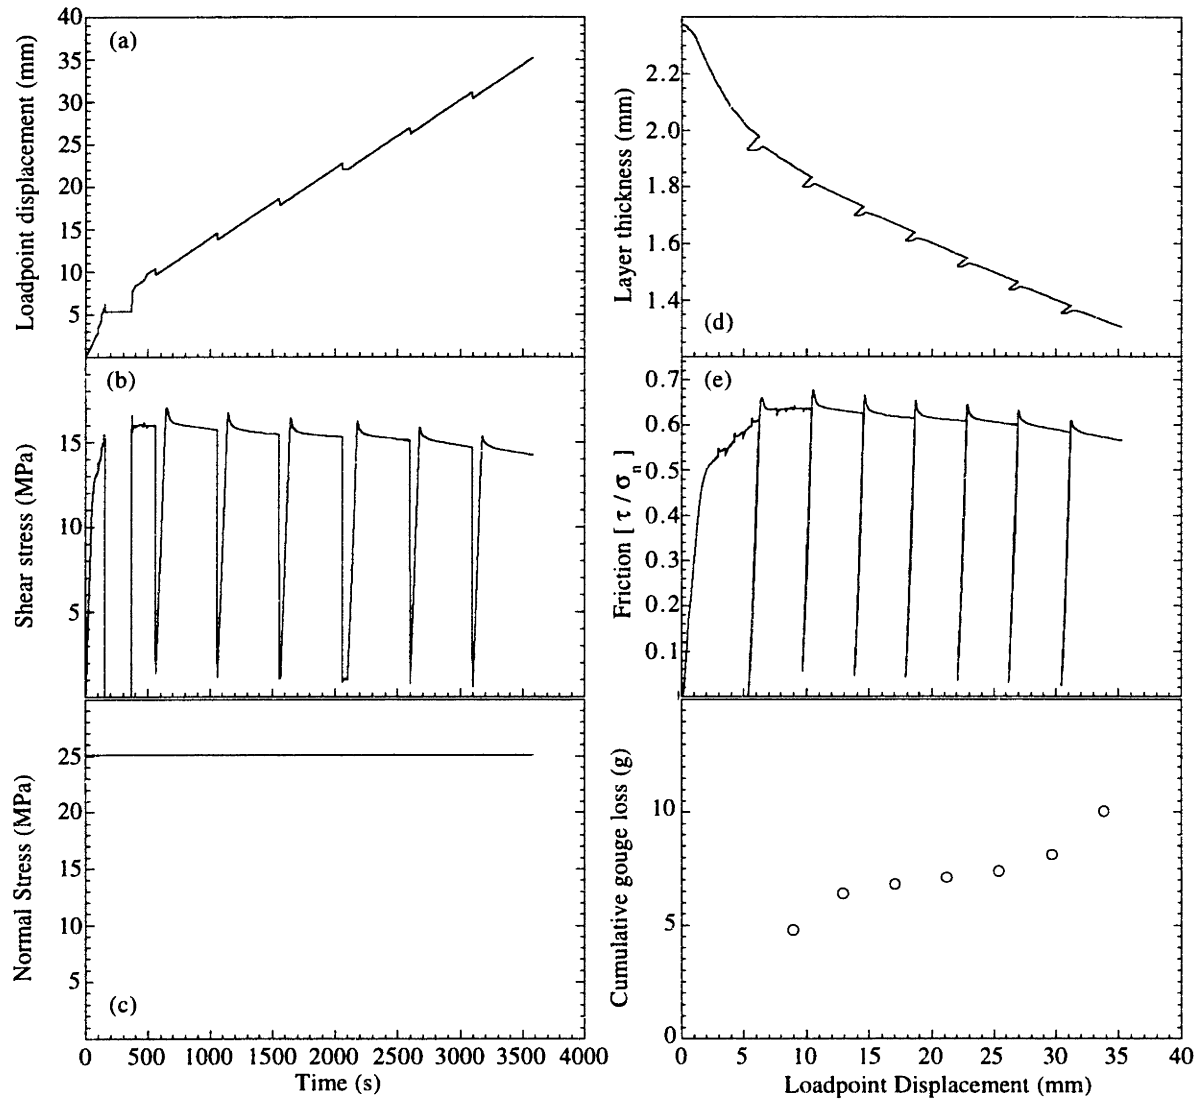 (a)
Loadpoint displacement (mm)
40
35
30
25
20
15
10
5
(b)
Shear stress (MPa)
15
10
5
(c)
Normal Stress (MPa)
25
20
15
10
5
0 500 1000 1500 2000 2500 3000 3500 4000
Time (s)
(d)
Layer thickness (mm)
2.2
2.0
1.8
1.6
1.4
(e)
Friction [ τ / σn ]
0.7
0.6
0.5
0.4
0.3
0.2
0.1
Cumulative gouge loss (g)
10
5
0
0 5 10 15 20 25 30 35 40
Loadpoint Displacement (mm)